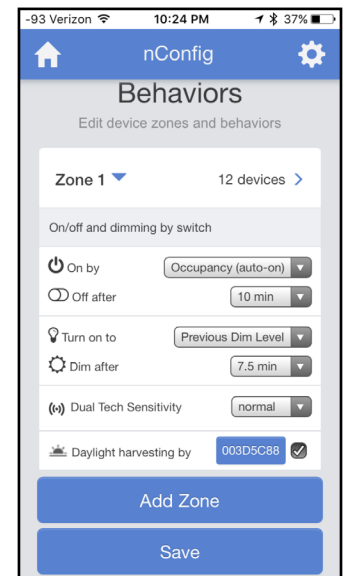 -93 Verizon 10:24 PM 37%
nConfig
Behaviors
Edit device zones and behaviors
Zone 1 12 devices
On/off and dimming by switch
On by Occupancy (auto-on)
Off after 10 min
Turn on to Previous Dim Level
Dim after 7.5 min
Dual Tech Sensitivity normal
Daylight harvesting by 003D5C88
Add Zone
Save